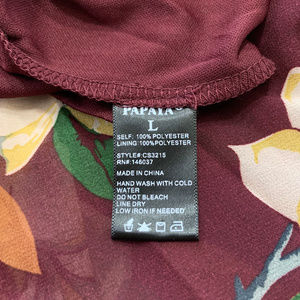 PAPAYA
L
SELF: 100% POLYESTER
LINING: 100% POLYESTER
STYLE#:CS3215
RN#:146037
MADE IN CHINA
HAND WASH WITH COLD
WATER
DO NOT BLEACH
LINE DRY
LOW IRON IF NEEDED